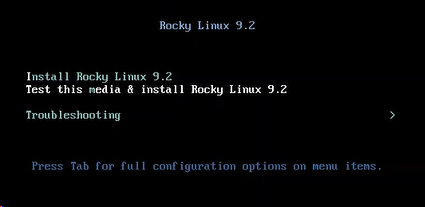 Rocky Linux 9.2
Install Rocky Linux 9.2
Test this media & install Rocky Linux 9.2
Troubleshooting >
Press Tab for full configuration options on menu items.